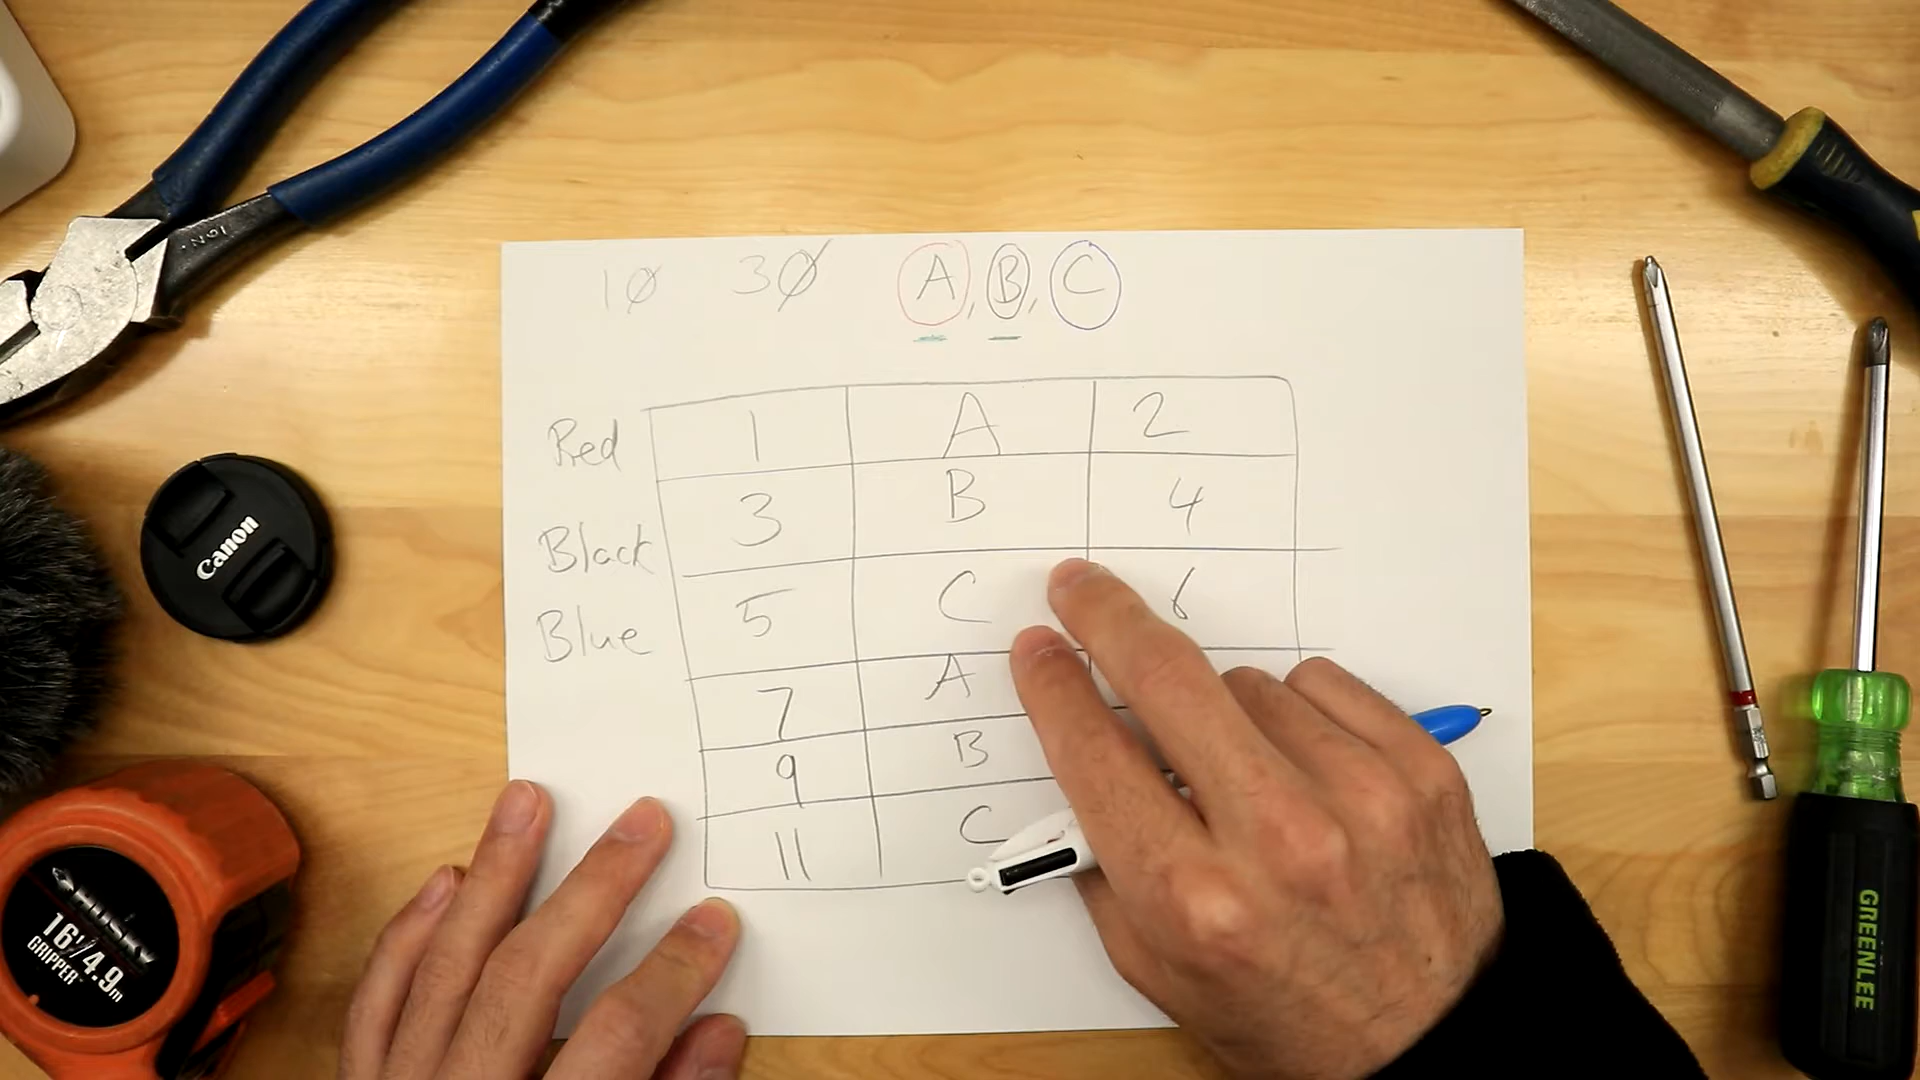 1Ø 3Ø A, B, C
Red 1 A 2
Black 3 B 4
Blue 5 C 6
7 A
9 B
11 C
Canon
HUSKY
16'/4.9m
GRIPPER
GREENLEE